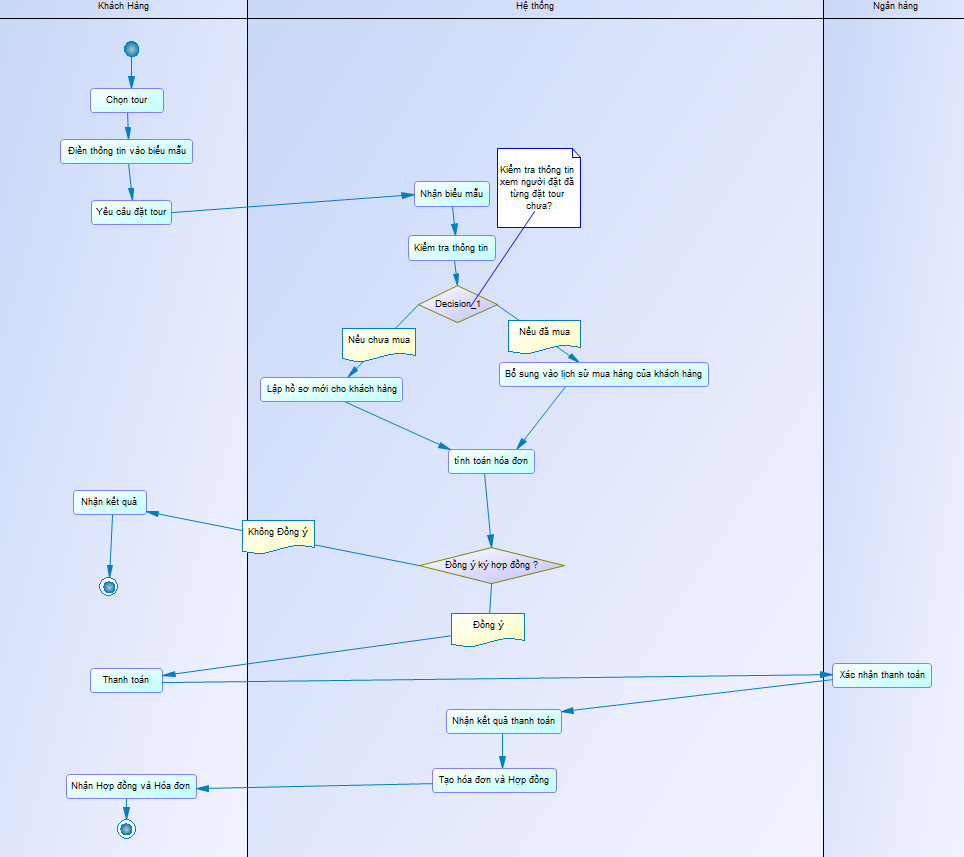 Khách Hàng
Hệ thống
Ngân hàng
Chọn tour
Điền thông tin vào biểu mẫu
Yêu cầu đặt tour
Nhận biểu mẫu
Kiểm tra thông tin
xem người đặt đã
từng đặt tour
chưa?
Kiểm tra thông tin
Decision_1
Nếu chưa mua
Nếu đã mua
Lập hồ sơ mới cho khách hàng
Bổ sung vào lịch sử mua hàng của khách hàng
tính toán hóa đơn
Nhận kết quả
Không Đồng ý
Đồng ý ký hợp đồng ?
Đồng ý
Thanh toán
Xác nhận thanh toán
Nhận kết quả thanh toán
Tạo hóa đơn và Hợp đồng
Nhận Hợp đồng và Hóa đơn